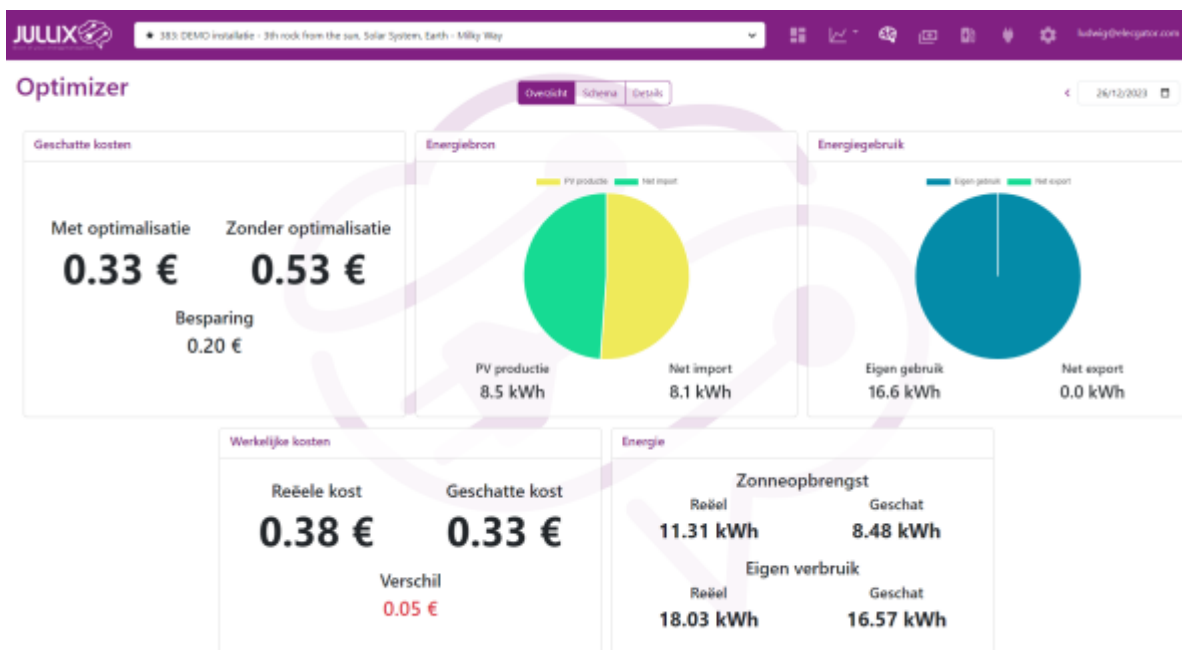 JULLIX
★ 383: DEMO installatie - 3th rock from the sun, Solar System, Earth - Milky Way
ludwig@elecgator.com
Optimizer
Overzicht Schema Details
26/12/2023
Geschatte kosten
Met optimalisatie Zonder optimalisatie
0.33 € 0.53 €
Besparing
0.20 €
Energiebron
PV productie Net import
PV productie Net import
8.5 kWh 8.1 kWh
Energiegebruik
Eigen gebruik Net export
Eigen gebruik Net export
16.6 kWh 0.0 kWh
Werkelijke kosten
Reëele kost Geschatte kost
0.38 € 0.33 €
Verschil
0.05 €
Energie
Zonneopbrengst
Reëel Geschat
11.31 kWh 8.48 kWh
Eigen verbruik
Reëel Geschat
18.03 kWh 16.57 kWh